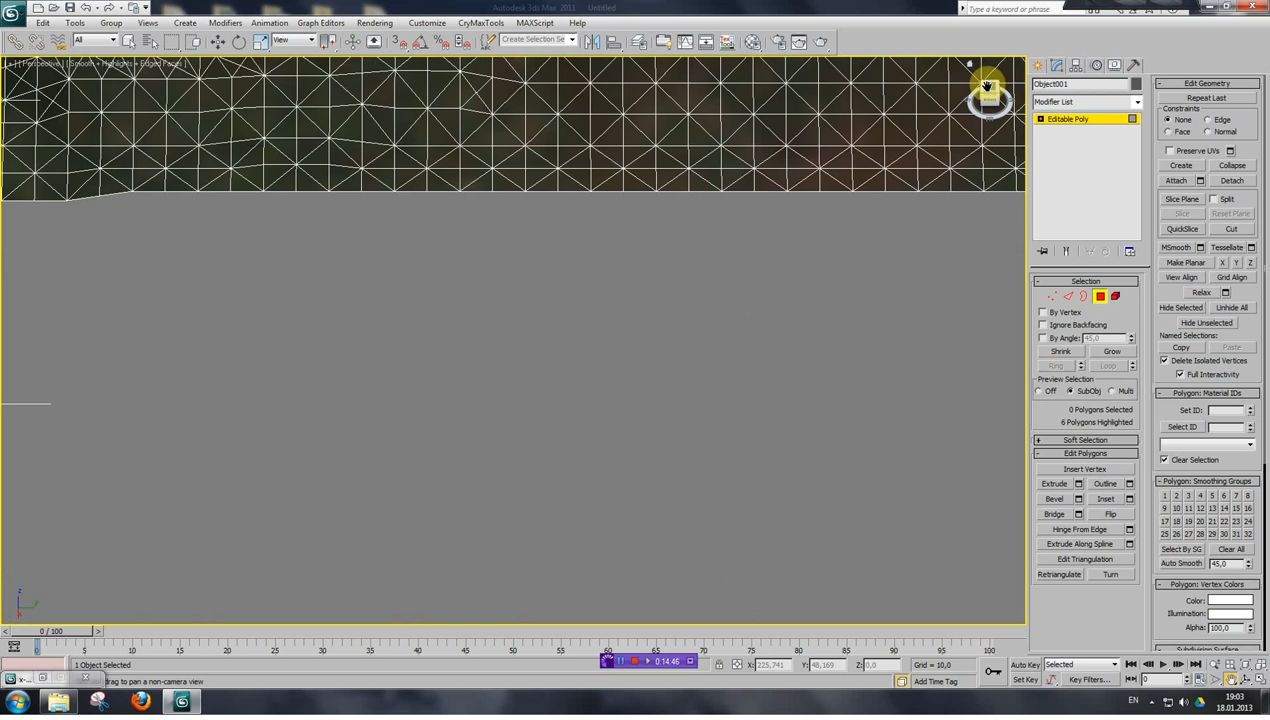 Autodesk 3ds Max 2011 Untitled
Type a keyword or phrase
Edit Tools Group Views Create Modifiers Animation Graph Editors Rendering Customize CryMaxTools MAXScript Help
All View 3 Create Selection Se
[ + ] Perspective ] [ Smooth + Highlights + Edged Faces ]
Object001
Modifier List
Editable Poly
Selection
By Vertex
Ignore Backfacing
By Angle: 45,0
Shrink Grow
Ring Loop
Preview Selection
Off SubObj Multi
0 Polygons Selected
6 Polygons Highlighted
Soft Selection
Edit Polygons
Insert Vertex
Extrude Outline
Bevel Inset
Bridge Flip
Hinge From Edge
Extrude Along Spline
Edit Triangulation
Retriangulate Turn
Edit Geometry
Repeat Last
Constraints
None Edge
Face Normal
Preserve UVs
Create Collapse
Attach Detach
Slice Plane Split
Slice Reset Plane
QuickSlice Cut
MSmooth Tessellate
Make Planar X Y Z
View Align Grid Align
Relax
Hide Selected Unhide All
Hide Unselected
Named Selections:
Copy Paste
Delete Isolated Vertices
Full Interactivity
Polygon: Material IDs
Set ID:
Select ID
Clear Selection
Polygon: Smoothing Groups
1 2 3 4 5 6 7 8
9 10 11 12 13 14 15 16
17 18 19 20 21 22 23 24
25 26 27 28 29 30 31 32
Select By SG Clear All
Auto Smooth 45,0
Polygon: Vertex Colors
Color:
Illumination:
Alpha: 100,0
Subdivision Surface
z y x
0 / 100
0 5 10 15 20 25 30 35 40 45 50 55 60 65 70 75 80 85 90 95 100
1 Object Selected 0:14:46 X: 225,741 Y: 48,169 Z: 0,0 Grid = 10,0 Auto Key Selected
drag to pan a non-camera view Add Time Tag Set Key Key Filters... 0
EN 19:03
18.01.2013